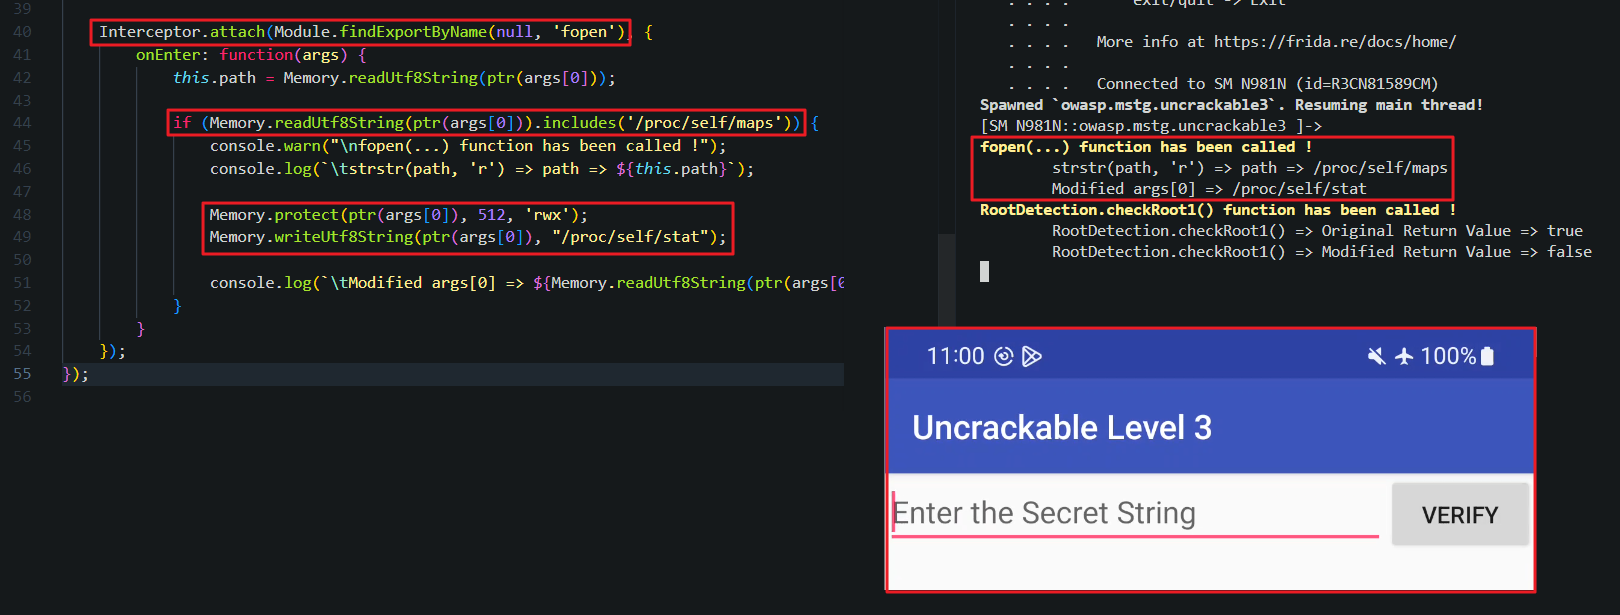 39
40 Interceptor.attach(Module.findExportByName(null, 'fopen'), {
41 onEnter: function(args) {
42 this.path = Memory.readUtf8String(ptr(args[0]));
43
44 if (Memory.readUtf8String(ptr(args[0])).includes('/proc/self/maps')) {
45 console.warn("\nfopen(...) function has been called !");
46 console.log(`\tstrstr(path, 'r') => path => ${this.path}`);
47
48 Memory.protect(ptr(args[0]), 512, 'rwx');
49 Memory.writeUtf8String(ptr(args[0]), "/proc/self/stat");
50
51 console.log(`\tModified args[0] => ${Memory.readUtf8String(ptr(args[0
52 }
53 }
54 });
55 });
56
. . . . exit/quit -> Exit
. . . .
. . . . More info at https://frida.re/docs/home/
. . . .
. . . . Connected to SM N981N (id=R3CN81589CM)
Spawned `owasp.mstg.uncrackable3`. Resuming main thread!
[SM N981N::owasp.mstg.uncrackable3 ]->
fopen(...) function has been called !
strstr(path, 'r') => path => /proc/self/maps
Modified args[0] => /proc/self/stat
RootDetection.checkRoot1() function has been called !
RootDetection.checkRoot1() => Original Return Value => true
RootDetection.checkRoot1() => Modified Return Value => false
11:00 100%
Uncrackable Level 3
Enter the Secret String VERIFY